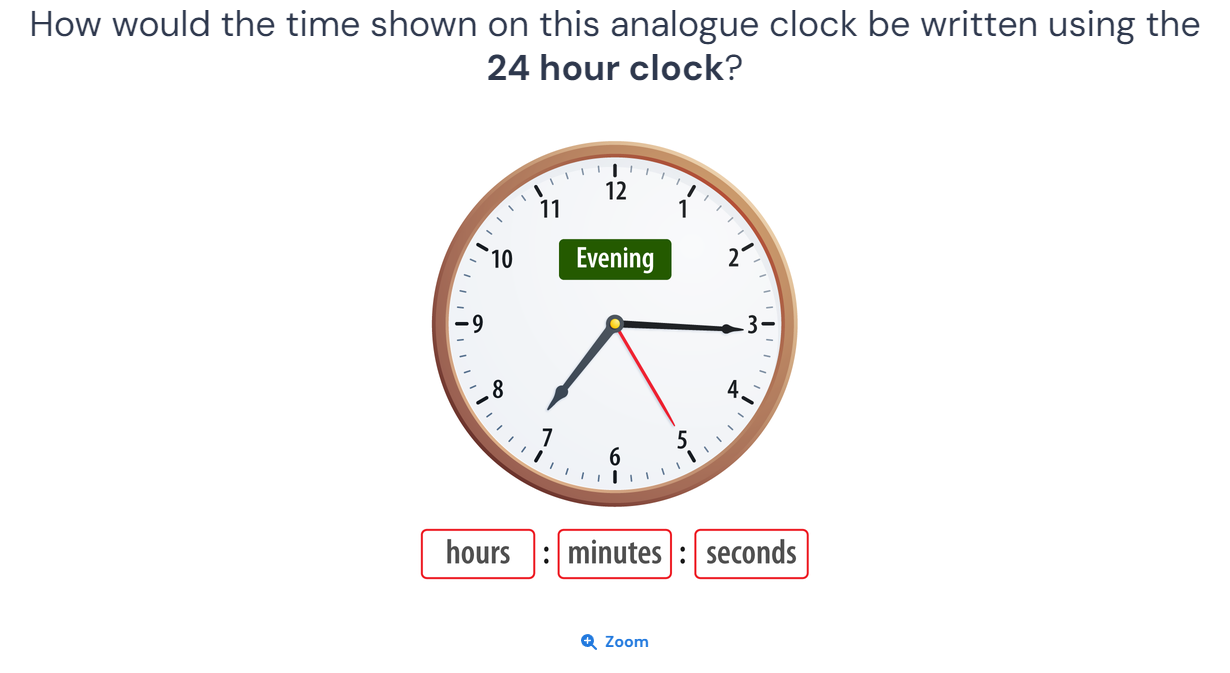 How would the time shown on this analogue clock be written using the
24 hour clock?
12
11
1
10
Evening
2
9
3
8
4
7
5
6
hours : minutes : seconds
Zoom